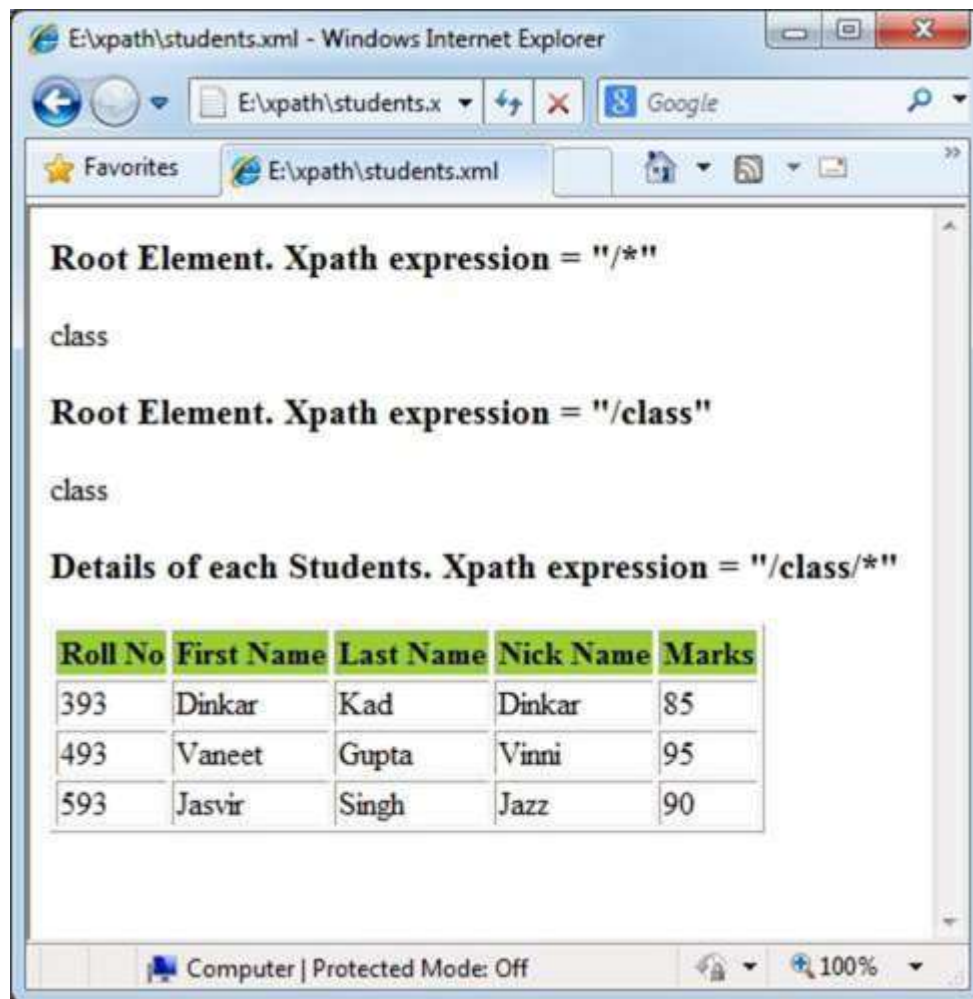 E:\xpath\students.xml - Windows Internet Explorer
E:\xpath\students.x
Google
Favorites
E:\xpath\students.xml
Root Element. Xpath expression = "/*"
class
Root Element. Xpath expression = "/class"
class
Details of each Students. Xpath expression = "/class/*"
Roll No First Name Last Name Nick Name Marks
393 Dinkar Kad Dinkar 85
493 Vaneet Gupta Vinni 95
593 Jasvir Singh Jazz 90
Computer | Protected Mode: Off
100%